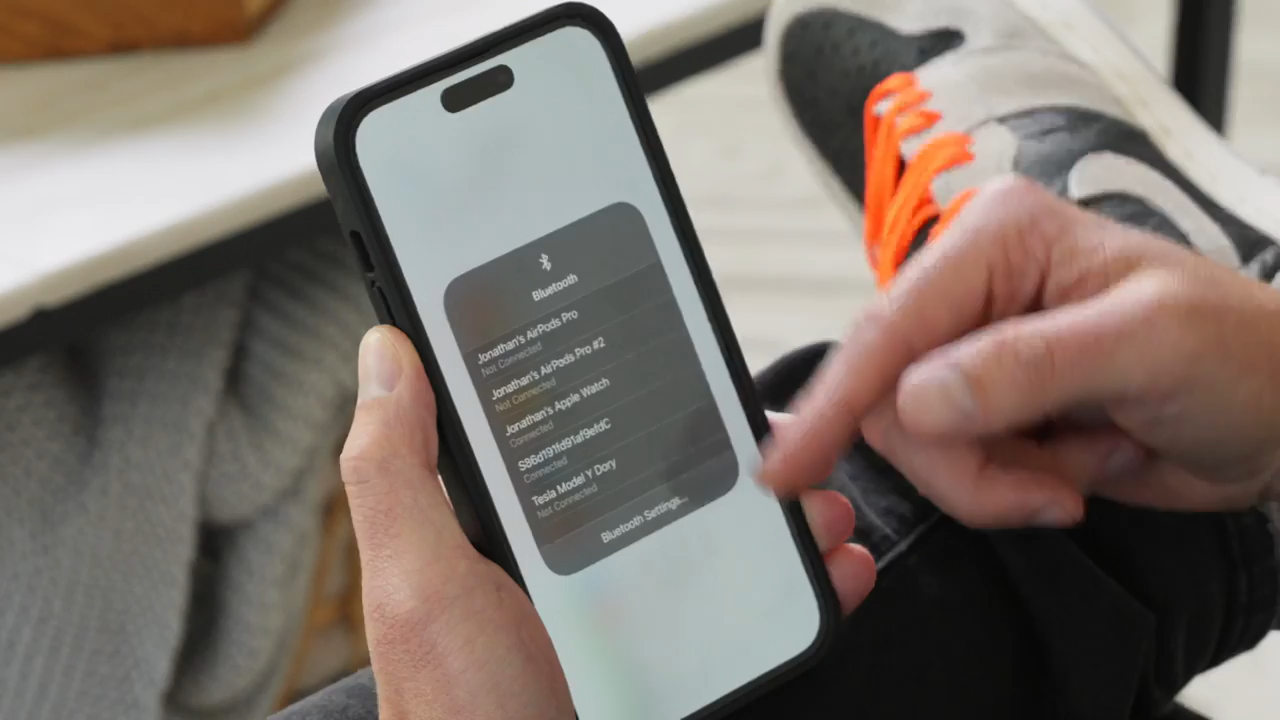 Bluetooth
Jonathan's AirPods Pro
Not Connected
Jonathan's AirPods Pro #2
Not Connected
Jonathan's Apple Watch
Connected
S86d191fd91af9efdC
Connected
Tesla Model Y Dory
Not Connected
Bluetooth Settings...